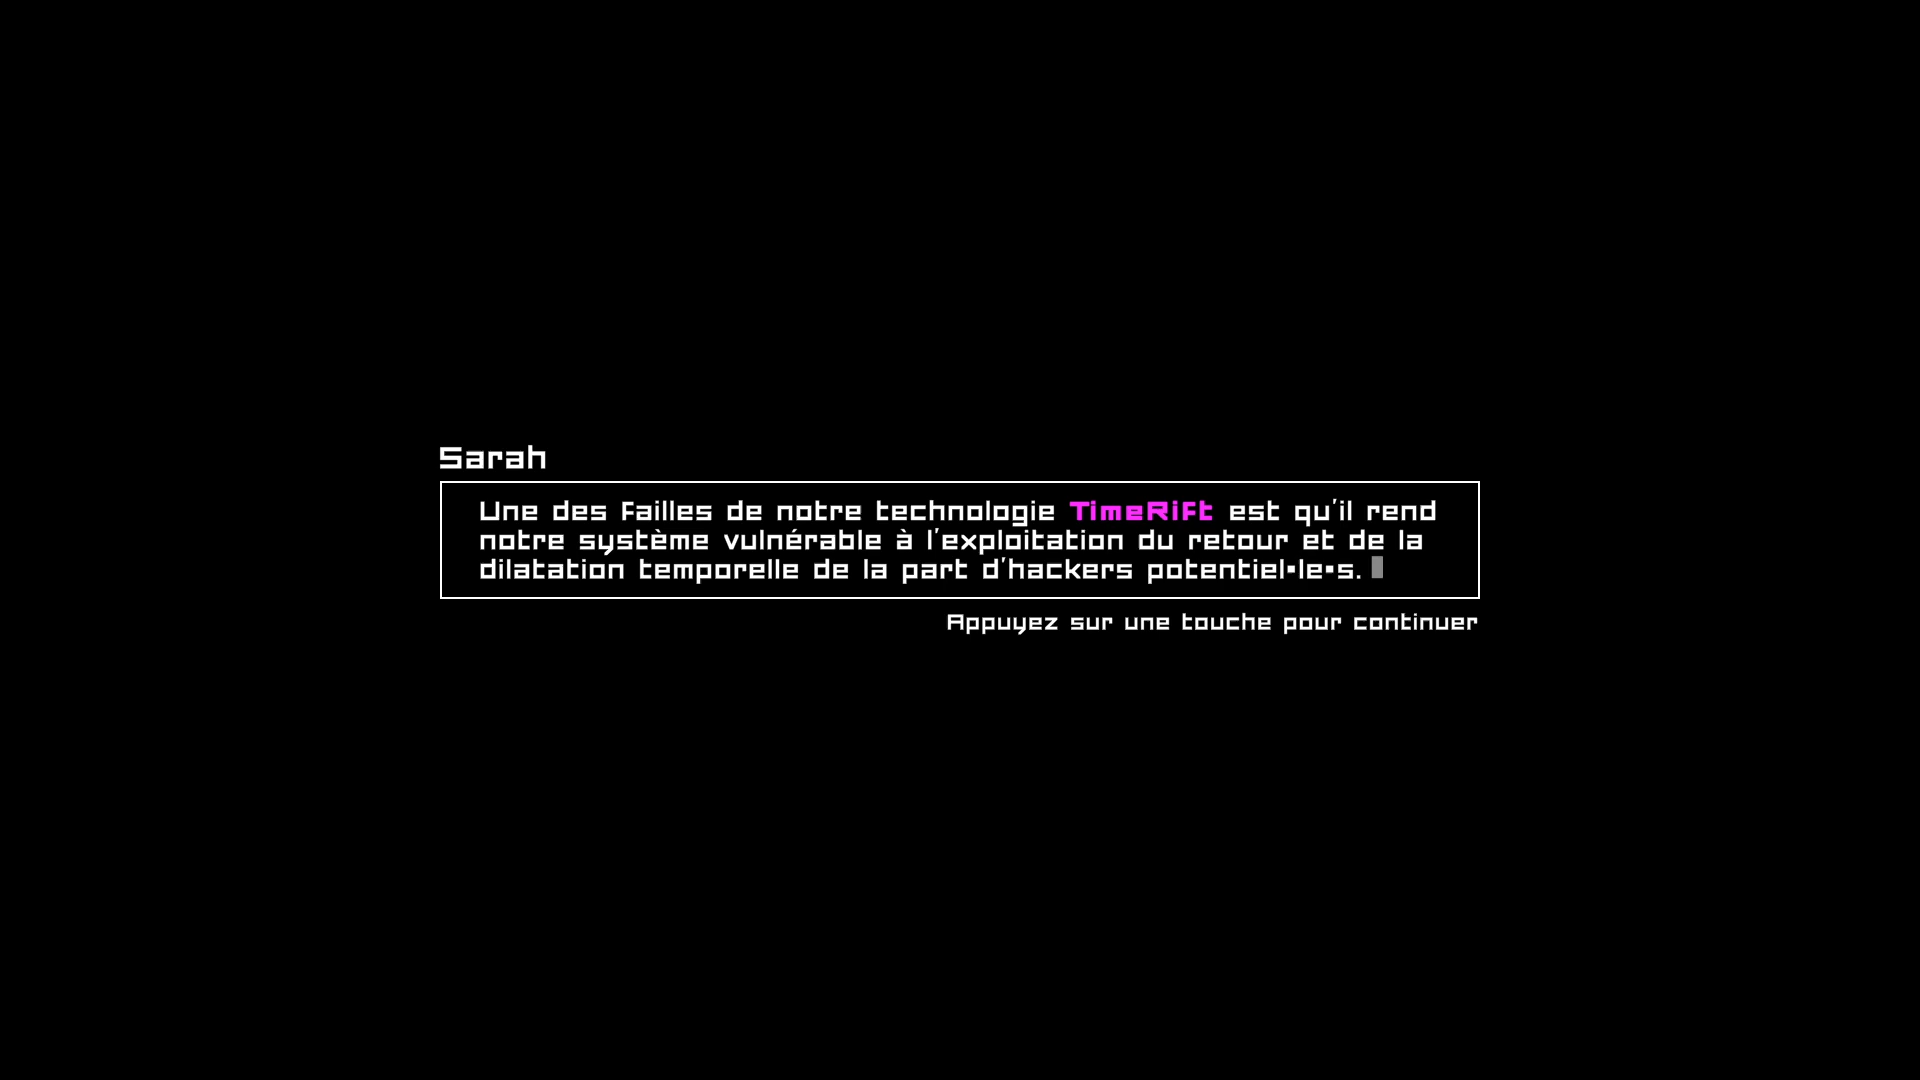 Sarah
Une des failles de notre technologie TimeRift est qu'il rend
notre système vulnérable à l'exploitation du retour et de la
dilatation temporelle de la part d'hackers potentiel•le•s.
Appuyez sur une touche pour continuer